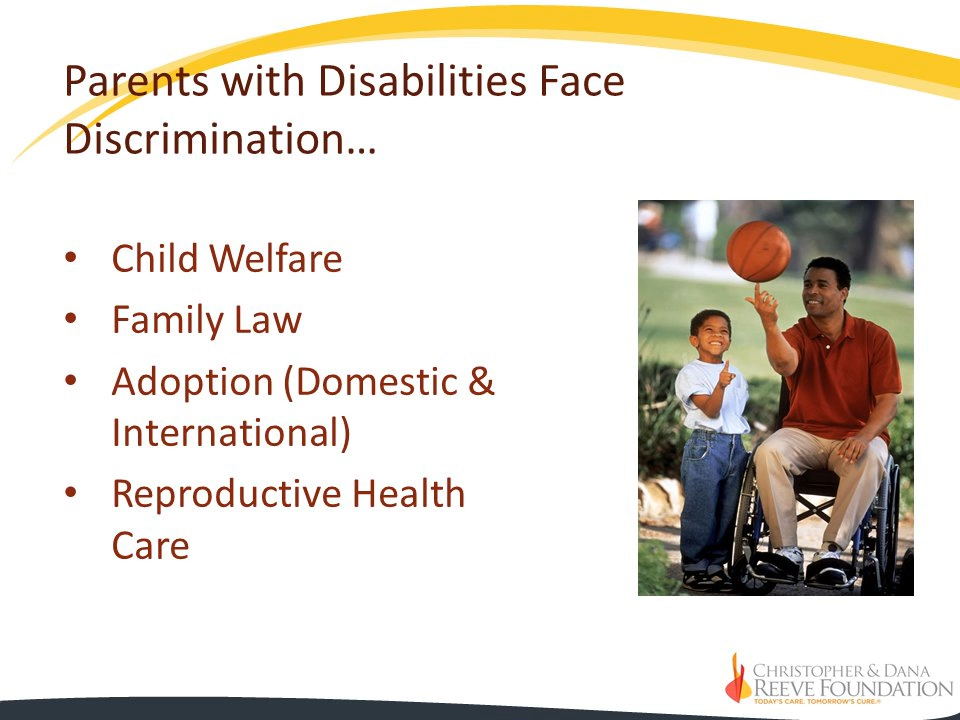 Parents with Disabilities Face
Discrimination…
• Child Welfare
• Family Law
• Adoption (Domestic &
International)
• Reproductive Health
Care
CHRISTOPHER & DANA
REEVE FOUNDATION
TODAY'S CARE. TOMORROW'S CURE.®